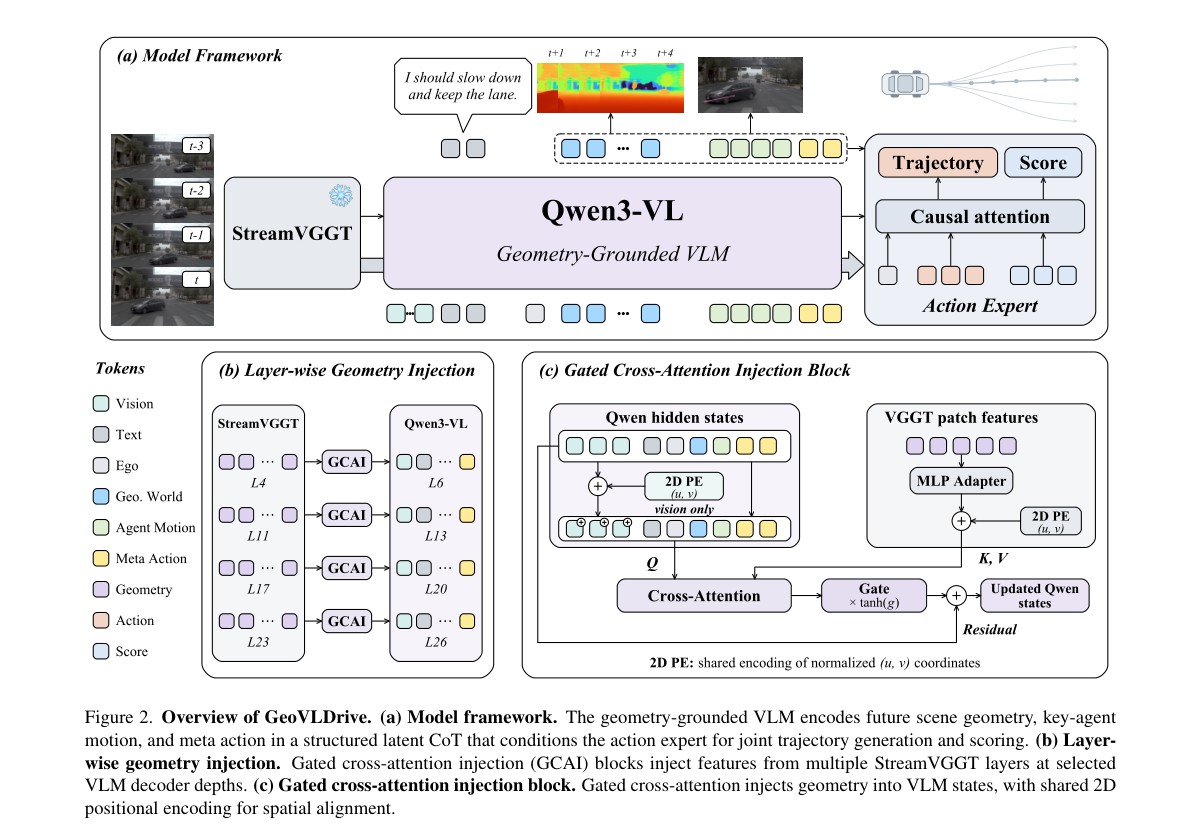 (a) Model Framework
I should slow down
and keep the lane.
t+1 t+2 t+3 t+4
t-3
t-2
t-1
t
StreamVGGT
Qwen3-VL
Geometry-Grounded VLM
...
...
...
Trajectory Score
Causal attention
Action Expert
Tokens
Vision
Text
Ego
Geo. World
Agent Motion
Meta Action
Geometry
Action
Score
(b) Layer-wise Geometry Injection
StreamVGGT
Qwen3-VL
... GCAI ...
L4 L6
... GCAI ...
L11 L13
... GCAI ...
L17 L20
... GCAI ...
L23 L26
(c) Gated Cross-Attention Injection Block
Qwen hidden states
+
2D PE
(u, v)
vision only
+ + +
VGGT patch features
MLP Adapter
+
2D PE
(u, v)
Q
K, V
Cross-Attention
Gate
× tanh(g)
+
Updated Qwen
states
Residual
2D PE: shared encoding of normalized (u, v) coordinates
Figure 2. Overview of GeoVLDrive. (a) Model framework. The geometry-grounded VLM encodes future scene geometry, key-agent
motion, and meta action in a structured latent CoT that conditions the action expert for joint trajectory generation and scoring. (b) Layer-
wise geometry injection. Gated cross-attention injection (GCAI) blocks inject features from multiple StreamVGGT layers at selected
VLM decoder depths. (c) Gated cross-attention injection block. Gated cross-attention injects geometry into VLM states, with shared 2D
positional encoding for spatial alignment.